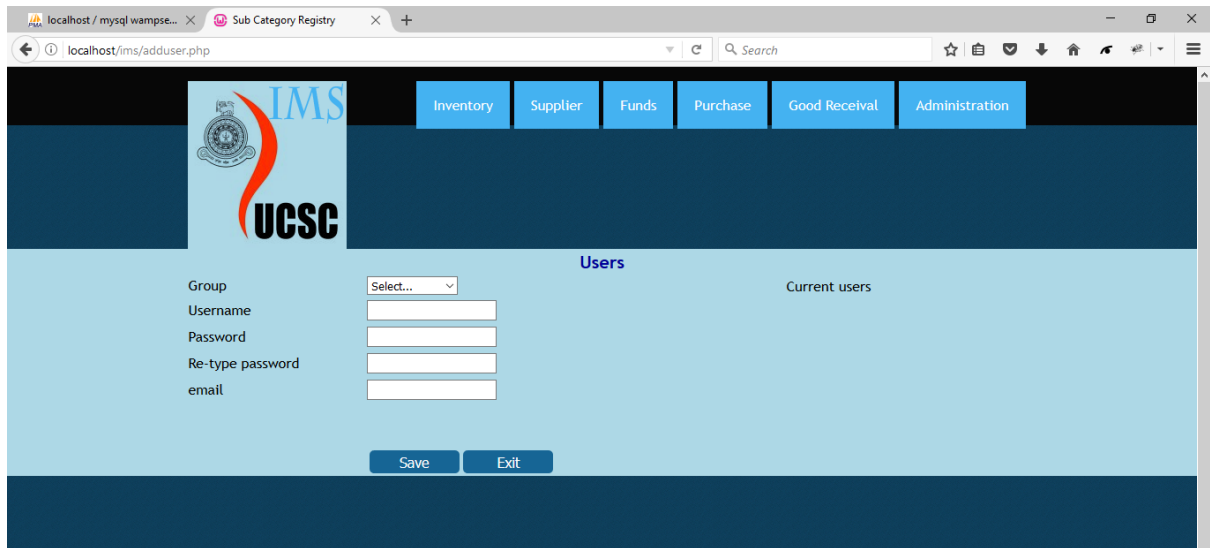 localhost / mysql wampse...
Sub Category Registry
localhost/ims/adduser.php
Search
IMS
UCSC
Inventory
Supplier
Funds
Purchase
Good Receival
Administration
Users
Group
Select...
Current users
Username
Password
Re-type password
email
Save
Exit